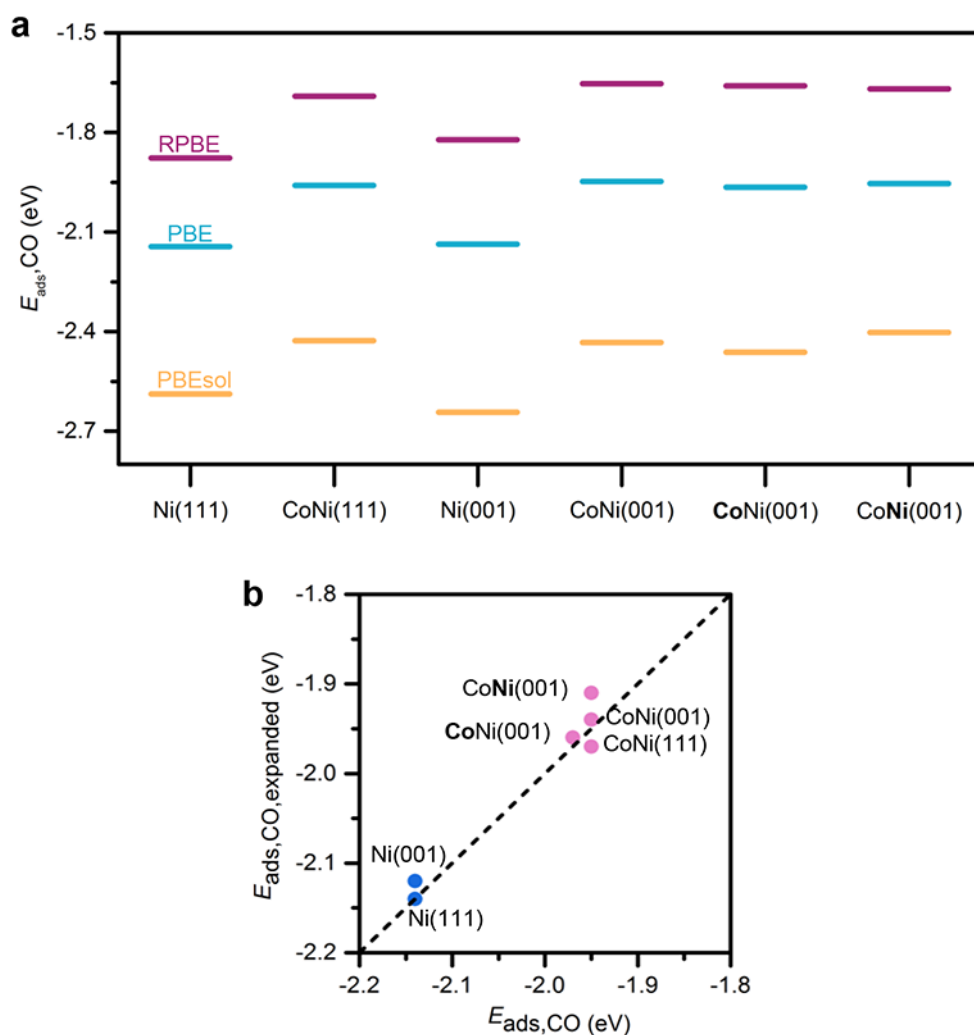 a
-1.5
-1.8
-2.1
-2.4
-2.7
E_ads,CO (eV)
RPBE
PBE
PBEsol
Ni(111) CoNi(111) Ni(001) CoNi(001) CoNi(001) CoNi(001)
b
-1.8
-1.9
-2.0
-2.1
-2.2
E_ads,CO,expanded (eV)
CoNi(001)
CoNi(001)
CoNi(001)
CoNi(111)
Ni(001)
Ni(111)
-2.2 -2.1 -2.0 -1.9 -1.8
E_ads,CO (eV)